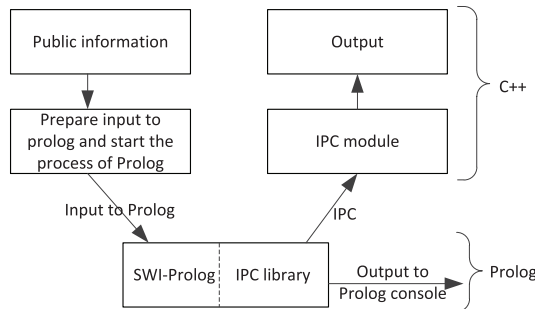 Public information
Output
C++
Prepare input to
prolog and start the
process of Prolog
IPC module
Input to Prolog
IPC
SWI-Prolog
IPC library
Output to
Prolog console
Prolog